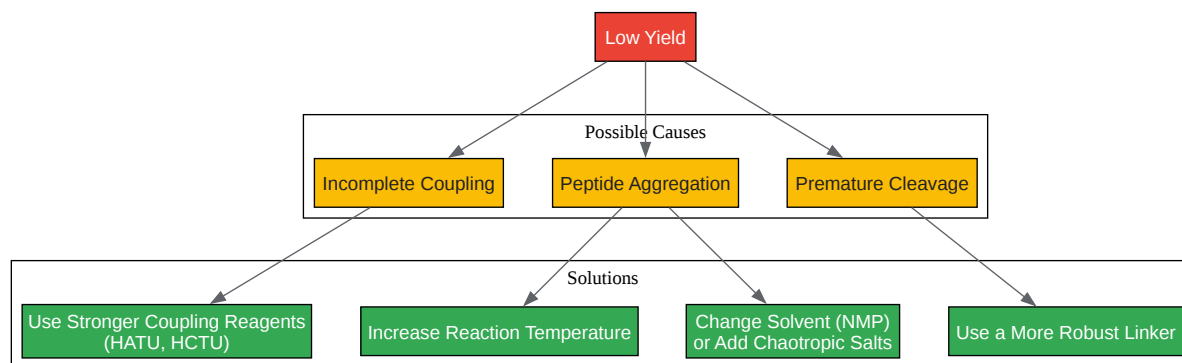 Low Yield
Possible Causes
Incomplete Coupling
Peptide Aggregation
Premature Cleavage
Solutions
Use Stronger Coupling Reagents
(HATU, HCTU)
Increase Reaction Temperature
Change Solvent (NMP)
or Add Chaotropic Salts
Use a More Robust Linker